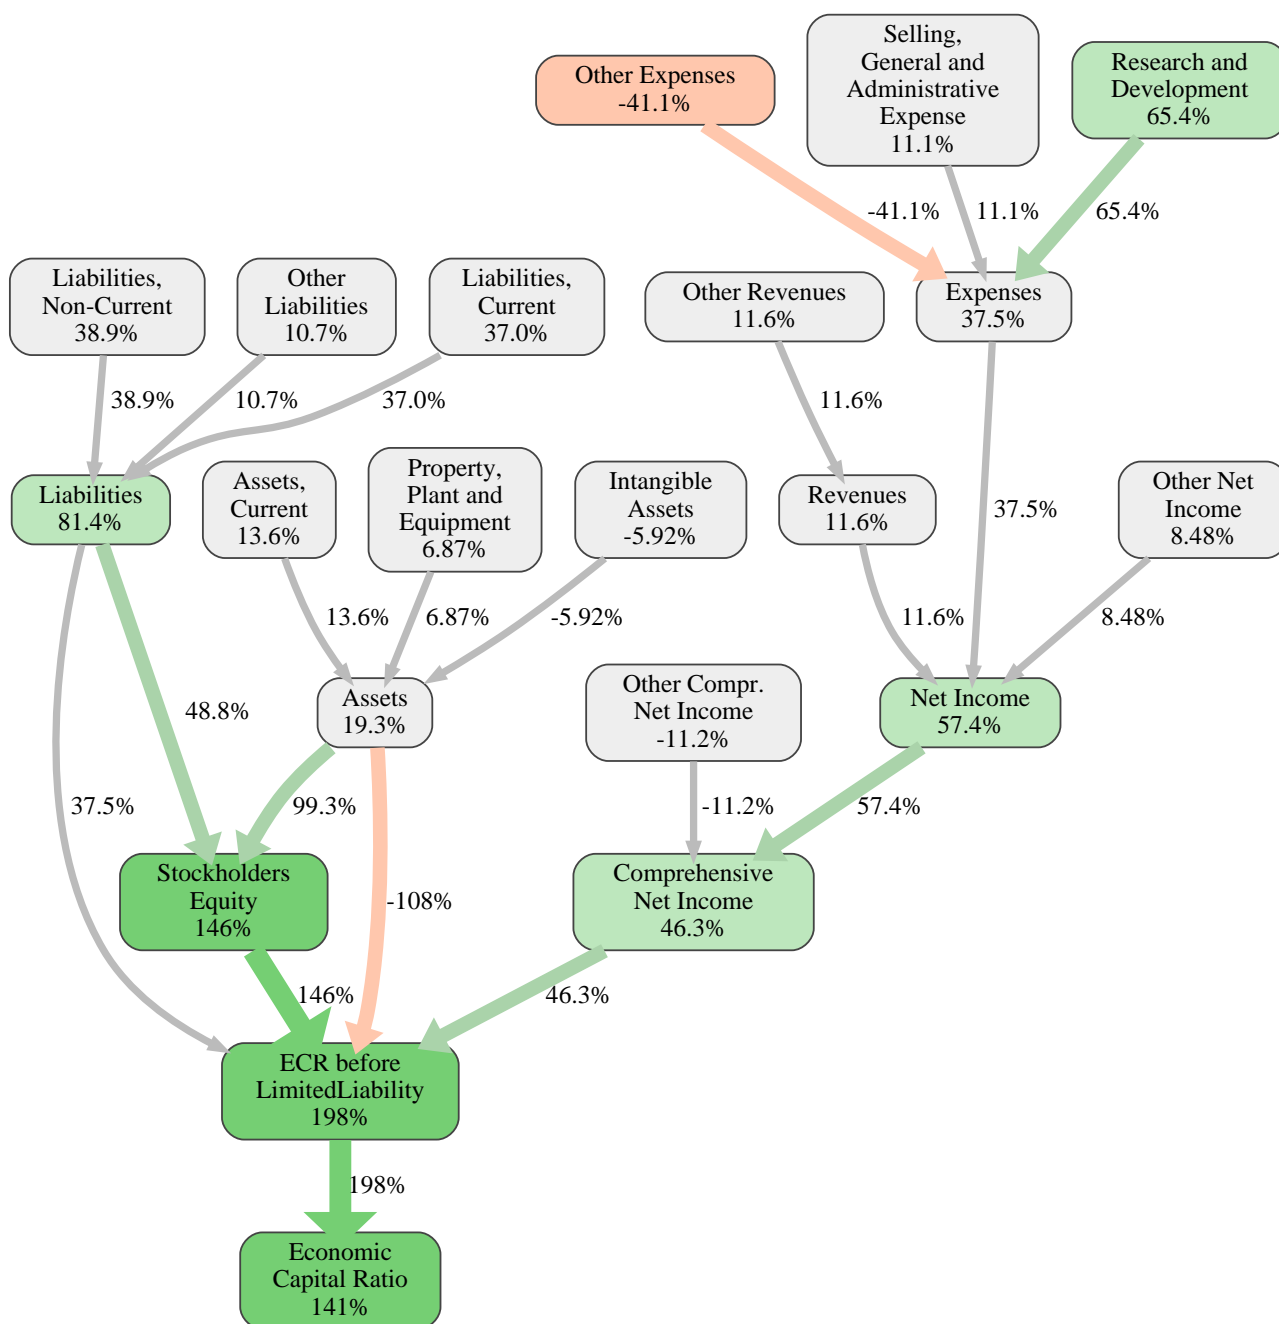 Other Expenses
-41.1%
Selling,
General and
Administrative
Expense
11.1%
Research and
Development
65.4%
-41.1%
11.1%
65.4%
Liabilities,
Non-Current
38.9%
Other
Liabilities
10.7%
Liabilities,
Current
37.0%
Other Revenues
11.6%
Expenses
37.5%
38.9%
10.7%
37.0%
11.6%
Liabilities
81.4%
Assets,
Current
13.6%
Property,
Plant and
Equipment
6.87%
Intangible
Assets
-5.92%
Revenues
11.6%
37.5%
Other Net
Income
8.48%
13.6%
6.87%
-5.92%
11.6%
8.48%
48.8%
Assets
19.3%
Other Compr.
Net Income
-11.2%
Net Income
57.4%
37.5%
99.3%
-108%
-11.2%
57.4%
Stockholders
Equity
146%
Comprehensive
Net Income
46.3%
146%
46.3%
ECR before
LimitedLiability
198%
198%
Economic
Capital Ratio
141%